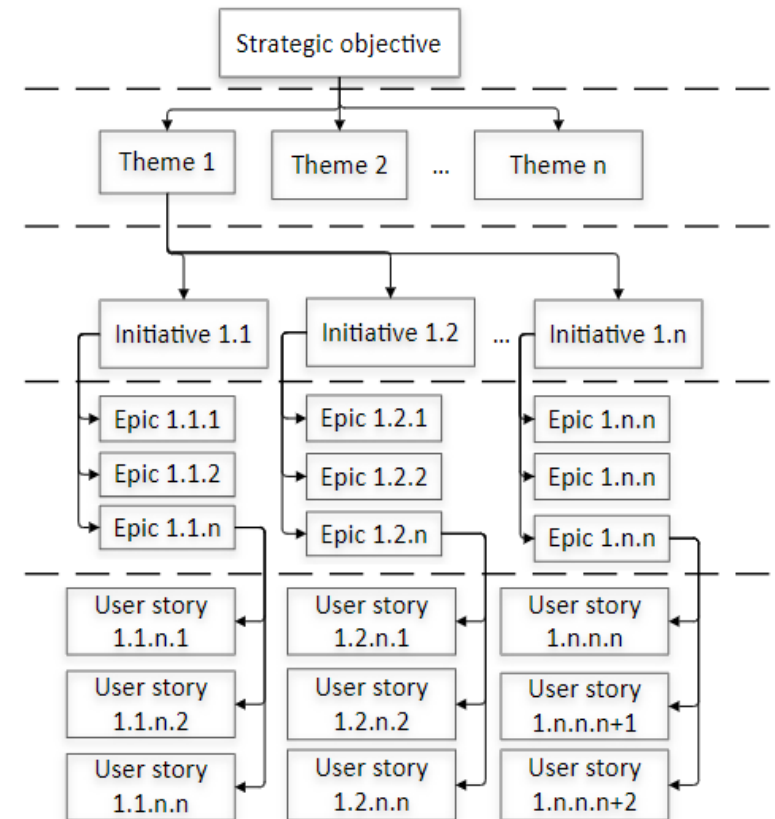 Strategic objective
Theme 1
Theme 2
...
Theme n
Initiative 1.1
Initiative 1.2
...
Initiative 1.n
Epic 1.1.1
Epic 1.2.1
Epic 1.n.n
Epic 1.1.2
Epic 1.2.2
Epic 1.n.n
Epic 1.1.n
Epic 1.2.n
Epic 1.n.n
User story
1.1.n.1
User story
1.2.n.1
User story
1.n.n.n
User story
1.1.n.2
User story
1.2.n.2
User story
1.n.n.n+1
User story
1.1.n.n
User story
1.2.n.n
User story
1.n.n.n+2